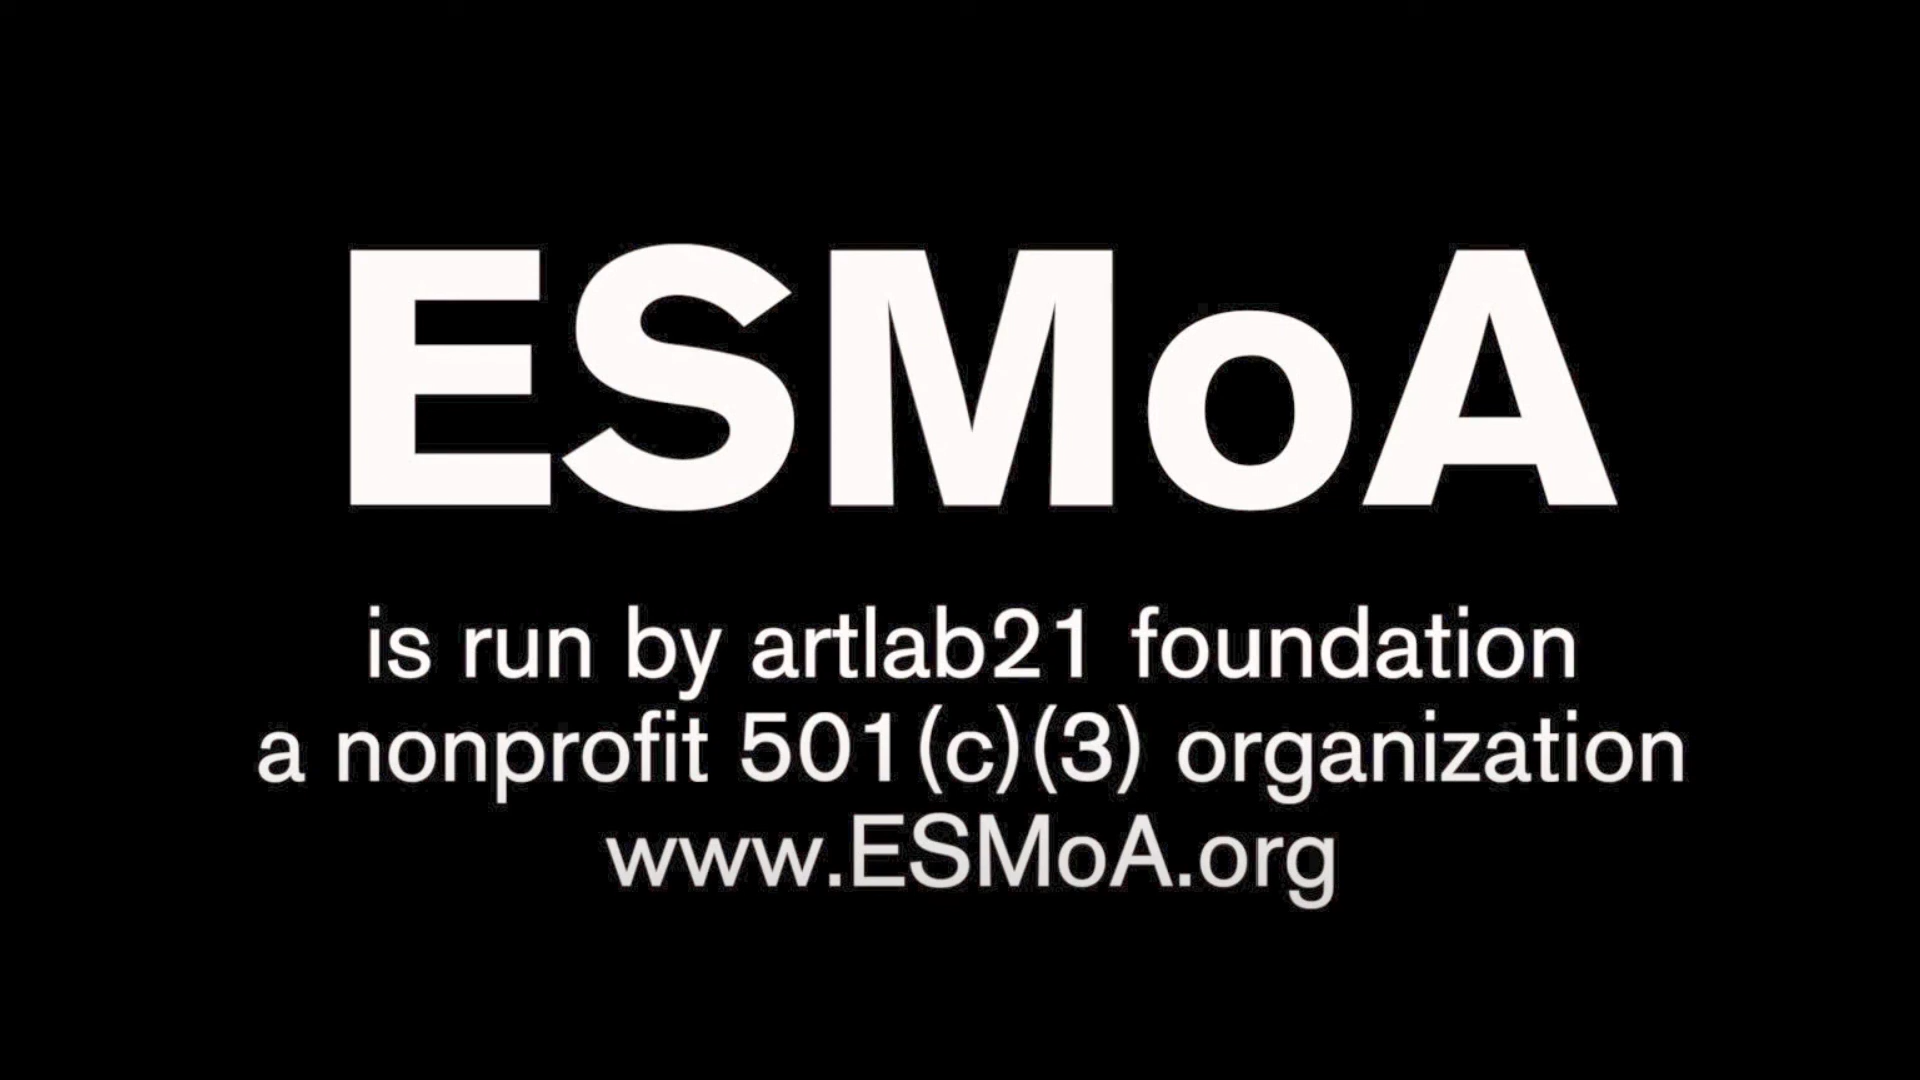 ESMoA
is run by artlab21 foundation
a nonprofit 501(c)(3) organization
www.ESMoA.org